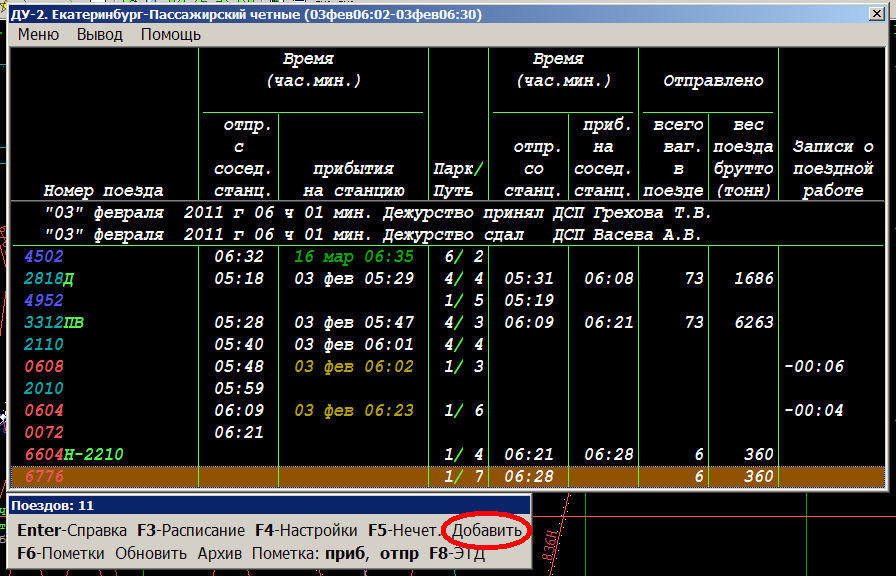 ДУ-2. Екатеринбург-Пассажирский четные (03фев06:02-03фев06:30)
Меню Вывод Помощь
Время Время
(час.мин.) (час.мин.) Отправлено
отпр. приб. всего вес
с отпр. на ваг. поезда Записи о
сосед. прибытия Парк/ со сосед. в брутто поездной
Номер поезда станц. на станцию Путь станц. станц. поезде (тонн) работе
"03" февраля 2011 г 06 ч 01 мин. Дежурство принял ДСП Грехова Т.В.
"03" февраля 2011 г 06 ч 01 мин. Дежурство сдал ДСП Васева А.В.
4502 06:32 16 мар 06:35 6/ 2
2818Д 05:18 03 фев 05:29 4/ 4 05:31 06:08 73 1686
4952 1/ 5 05:19
3312ПВ 05:28 03 фев 05:47 4/ 3 06:09 06:21 73 6263
2110 05:40 03 фев 06:01 4/ 4
0608 05:48 03 фев 06:02 1/ 3 -00:06
2010 05:59
0604 06:09 03 фев 06:23 1/ 6 -00:04
0072 06:21
6604Н-2210 1/ 4 06:21 06:28 6 360
6776 1/ 7 06:28 6 360
Поездов: 11
Enter-Справка F3-Расписание F4-Настройки F5-Нечет. Добавить
F6-Пометки Обновить Архив Пометка: приб, отпр F8-ЭТД
836Н